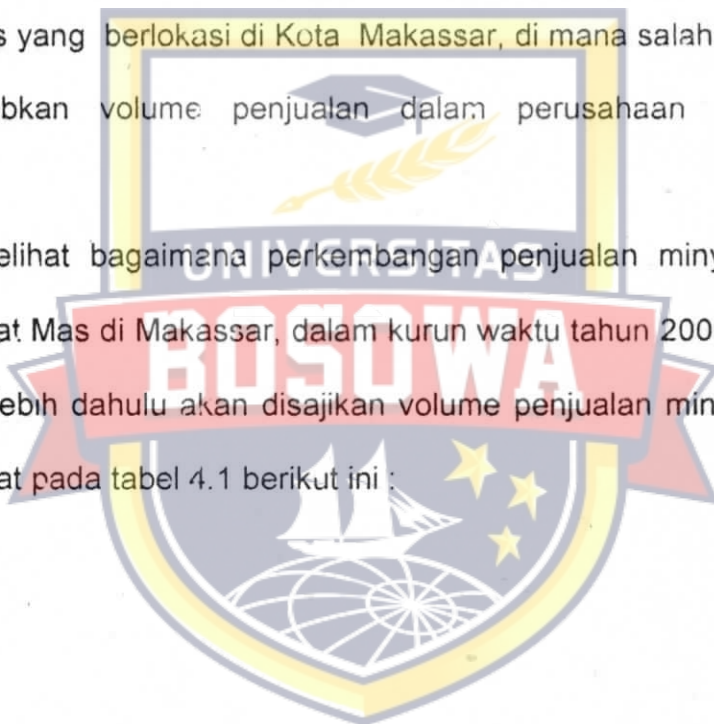 s yang berlokasi di Kota Makassar, di mana salah
bkan volume penjualan dalam perusahaan
elihat bagaimana perkembangan penjualan miny
UNIVERSITAS
at Mas di Makassar, dalam kurun waktu tahun 200
BOSOWA
ebih dahulu akan disajikan volume penjualan min
at pada tabel 4.1 berikut ini :